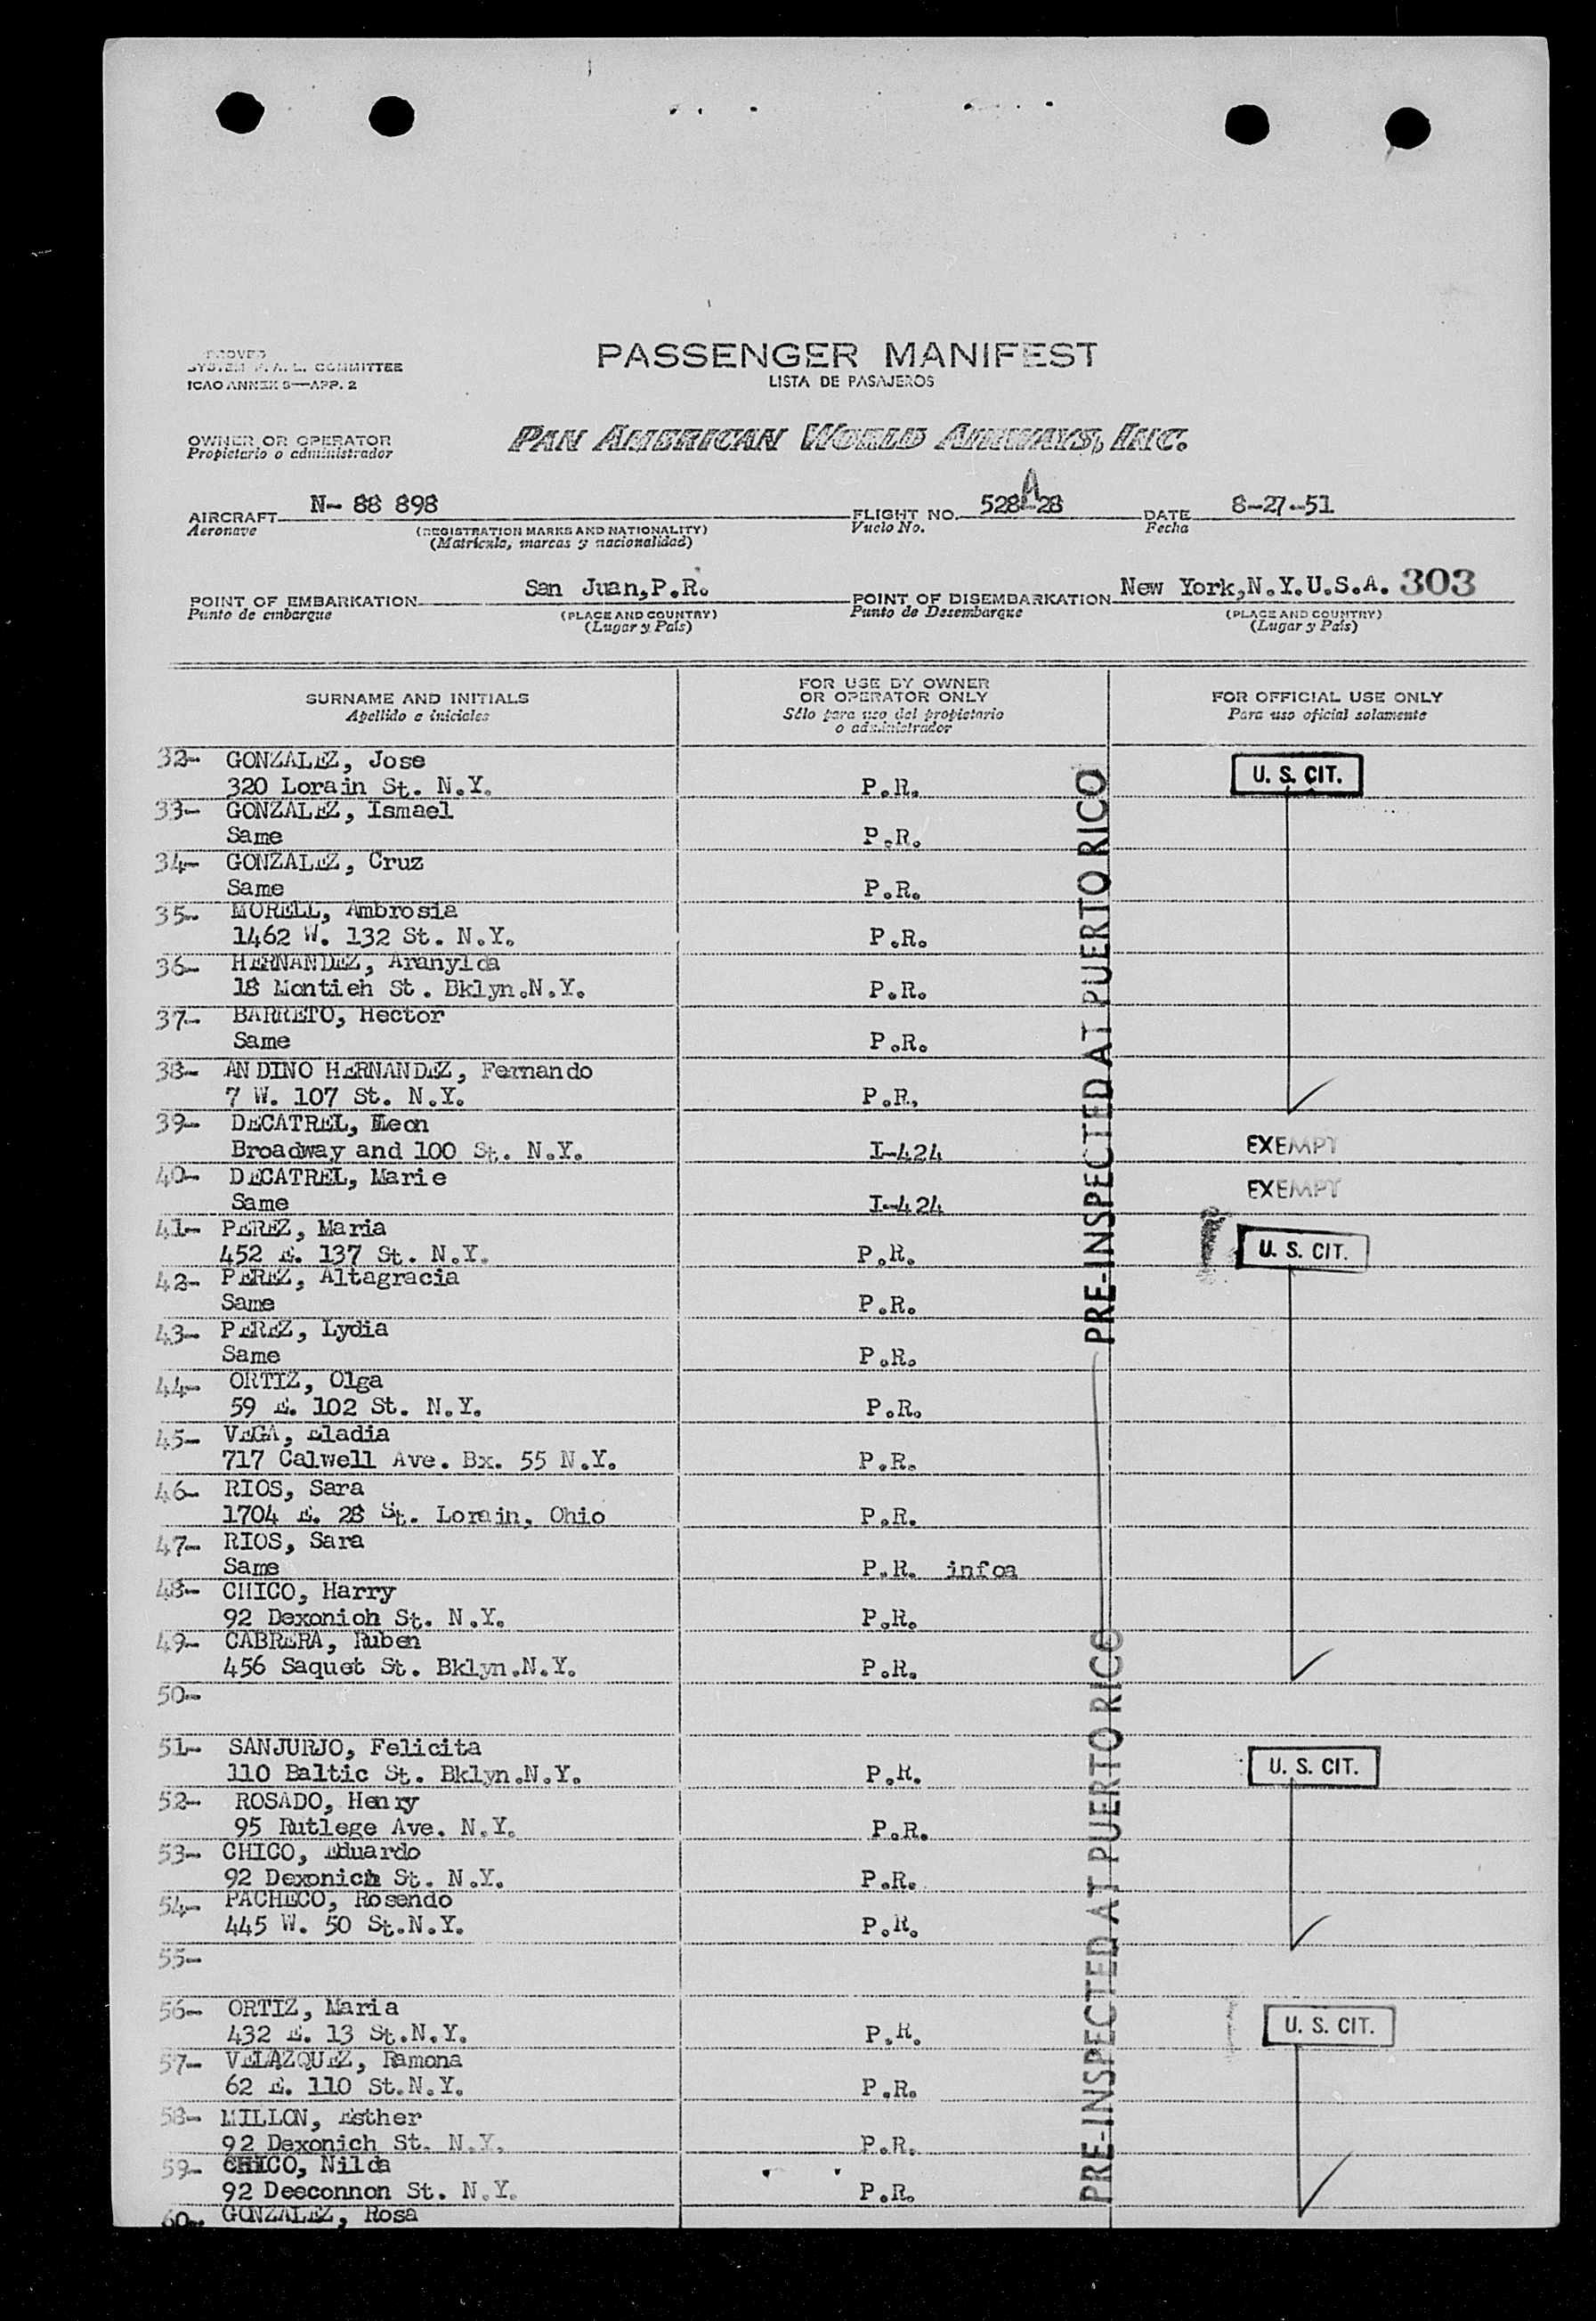 PROVED
SYSTEM F. A. L. COMMITTEE
ICAO ANNEX 9—APP. 2
PASSENGER MANIFEST
LISTA DE PASAJEROS
OWNER OR OPERATOR
Propietario o administrador
PAN AMERICAN WORLD AIRWAYS, INC.
AIRCRAFT N- 88 898
Aeronave
(REGISTRATION MARKS AND NATIONALITY)
(Matrícula, marcas y nacionalidad)
FLIGHT NO. 528A-28
Vuelo No.
DATE 8-27-51
Fecha
POINT OF EMBARKATION San Juan,P.R.
Punto de embarque
(PLACE AND COUNTRY)
(Lugar y País)
POINT OF DISEMBARKATION New York,N.Y.U.S.A. 303
Punto de Desembarque
(PLACE AND COUNTRY)
(Lugar y País)
SURNAME AND INITIALS
Apellido e iniciales
FOR USE BY OWNER
OR OPERATOR ONLY
Sólo para uso del propietario
o administrador
FOR OFFICIAL USE ONLY
Para uso oficial solamente
32- GONZALEZ, Jose
320 Lorain St. N.Y. P.R. U. S. CIT.
33- GONZALEZ, Ismael
Same P.R.
34- GONZALEZ, Cruz
Same P.R.
35- MORELL, Ambrosia
1462 W. 132 St. N.Y. P.R.
36- HERNANDEZ, Aranylda
18 Montieh St. Bklyn.N.Y. P.R.
37- BARRETO, Hector
Same P.R.
38- ANDINO HERNANDEZ, Fernando
7 W. 107 St. N.Y. P.R,
39- DECATREL, Leon
Broadway and 100 St. N.Y. I-424 EXEMPT
40- DECATREL, Marie
Same I-424 EXEMPT
41- PEREZ, Maria
452 E. 137 St. N.Y. P.R. U. S. CIT.
42- PEREZ, Altagracia
Same P.R.
43- PEREZ, Lydia
Same P.R.
44- ORTIZ, Olga
59 E. 102 St. N.Y. P.R.
45- VEGA, Eladia
717 Calwell Ave. Bx. 55 N.Y. P.R.
46- RIOS, Sara
1704 E. 28 St. Lorain, Ohio P.R.
47- RIOS, Sara
Same P.R. infoa
48- CHICO, Harry
92 Dexonich St. N.Y. P.R.
49- CABRERA, Ruben
456 Saquet St. Bklyn.N.Y. P.R.
50-
51- SANJURJO, Felicita
110 Baltic St. Bklyn.N.Y. P.R. U. S. CIT.
52- ROSADO, Henry
95 Rutlege Ave. N.Y. P.R.
53- CHICO, Eduardo
92 Dexonich St. N.Y. P.R.
54- PACHECO, Rosendo
445 W. 50 St.N.Y. P.R.
55-
56- ORTIZ, Maria
432 E. 13 St.N.Y. P.R. U. S. CIT.
57- VELAZQUEZ, Ramona
62 E. 110 St.N.Y. P.R.
58- MILLON, Esther
92 Dexonich St. N.Y. P.R.
59- CHICO, Nilda
92 Deeconnon St. N.Y. P.R.
60- GONZALEZ, Rosa
PRE-INSPECTED AT PUERTO RICO
PRE-INSPECTED AT PUERTO RICO